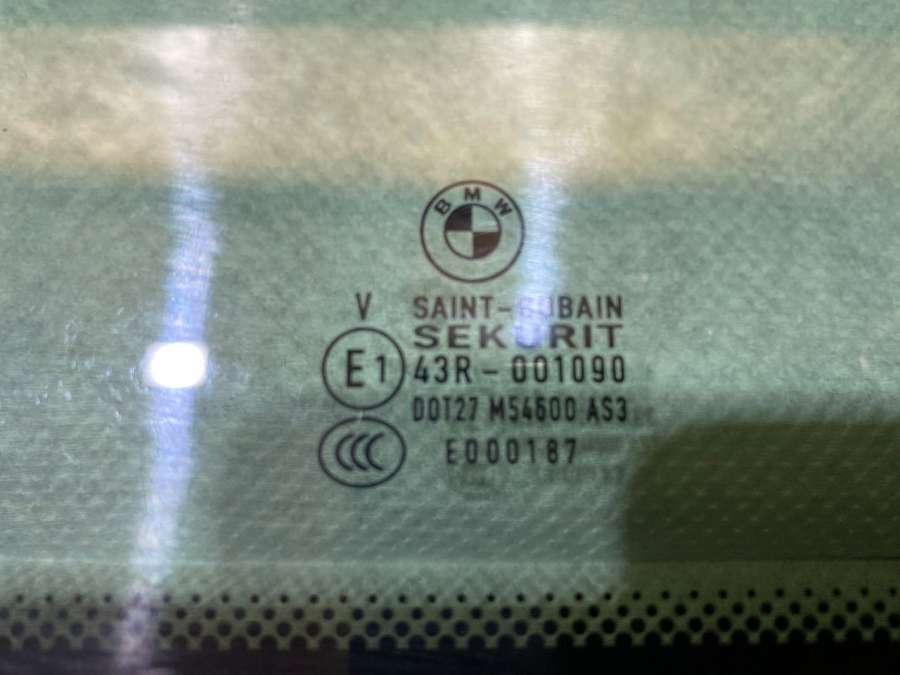 BMW
V
SAINT-GOBAIN
SEKURIT
E1 43R - 001090
DOT27 M54600 AS3
CCC E000187